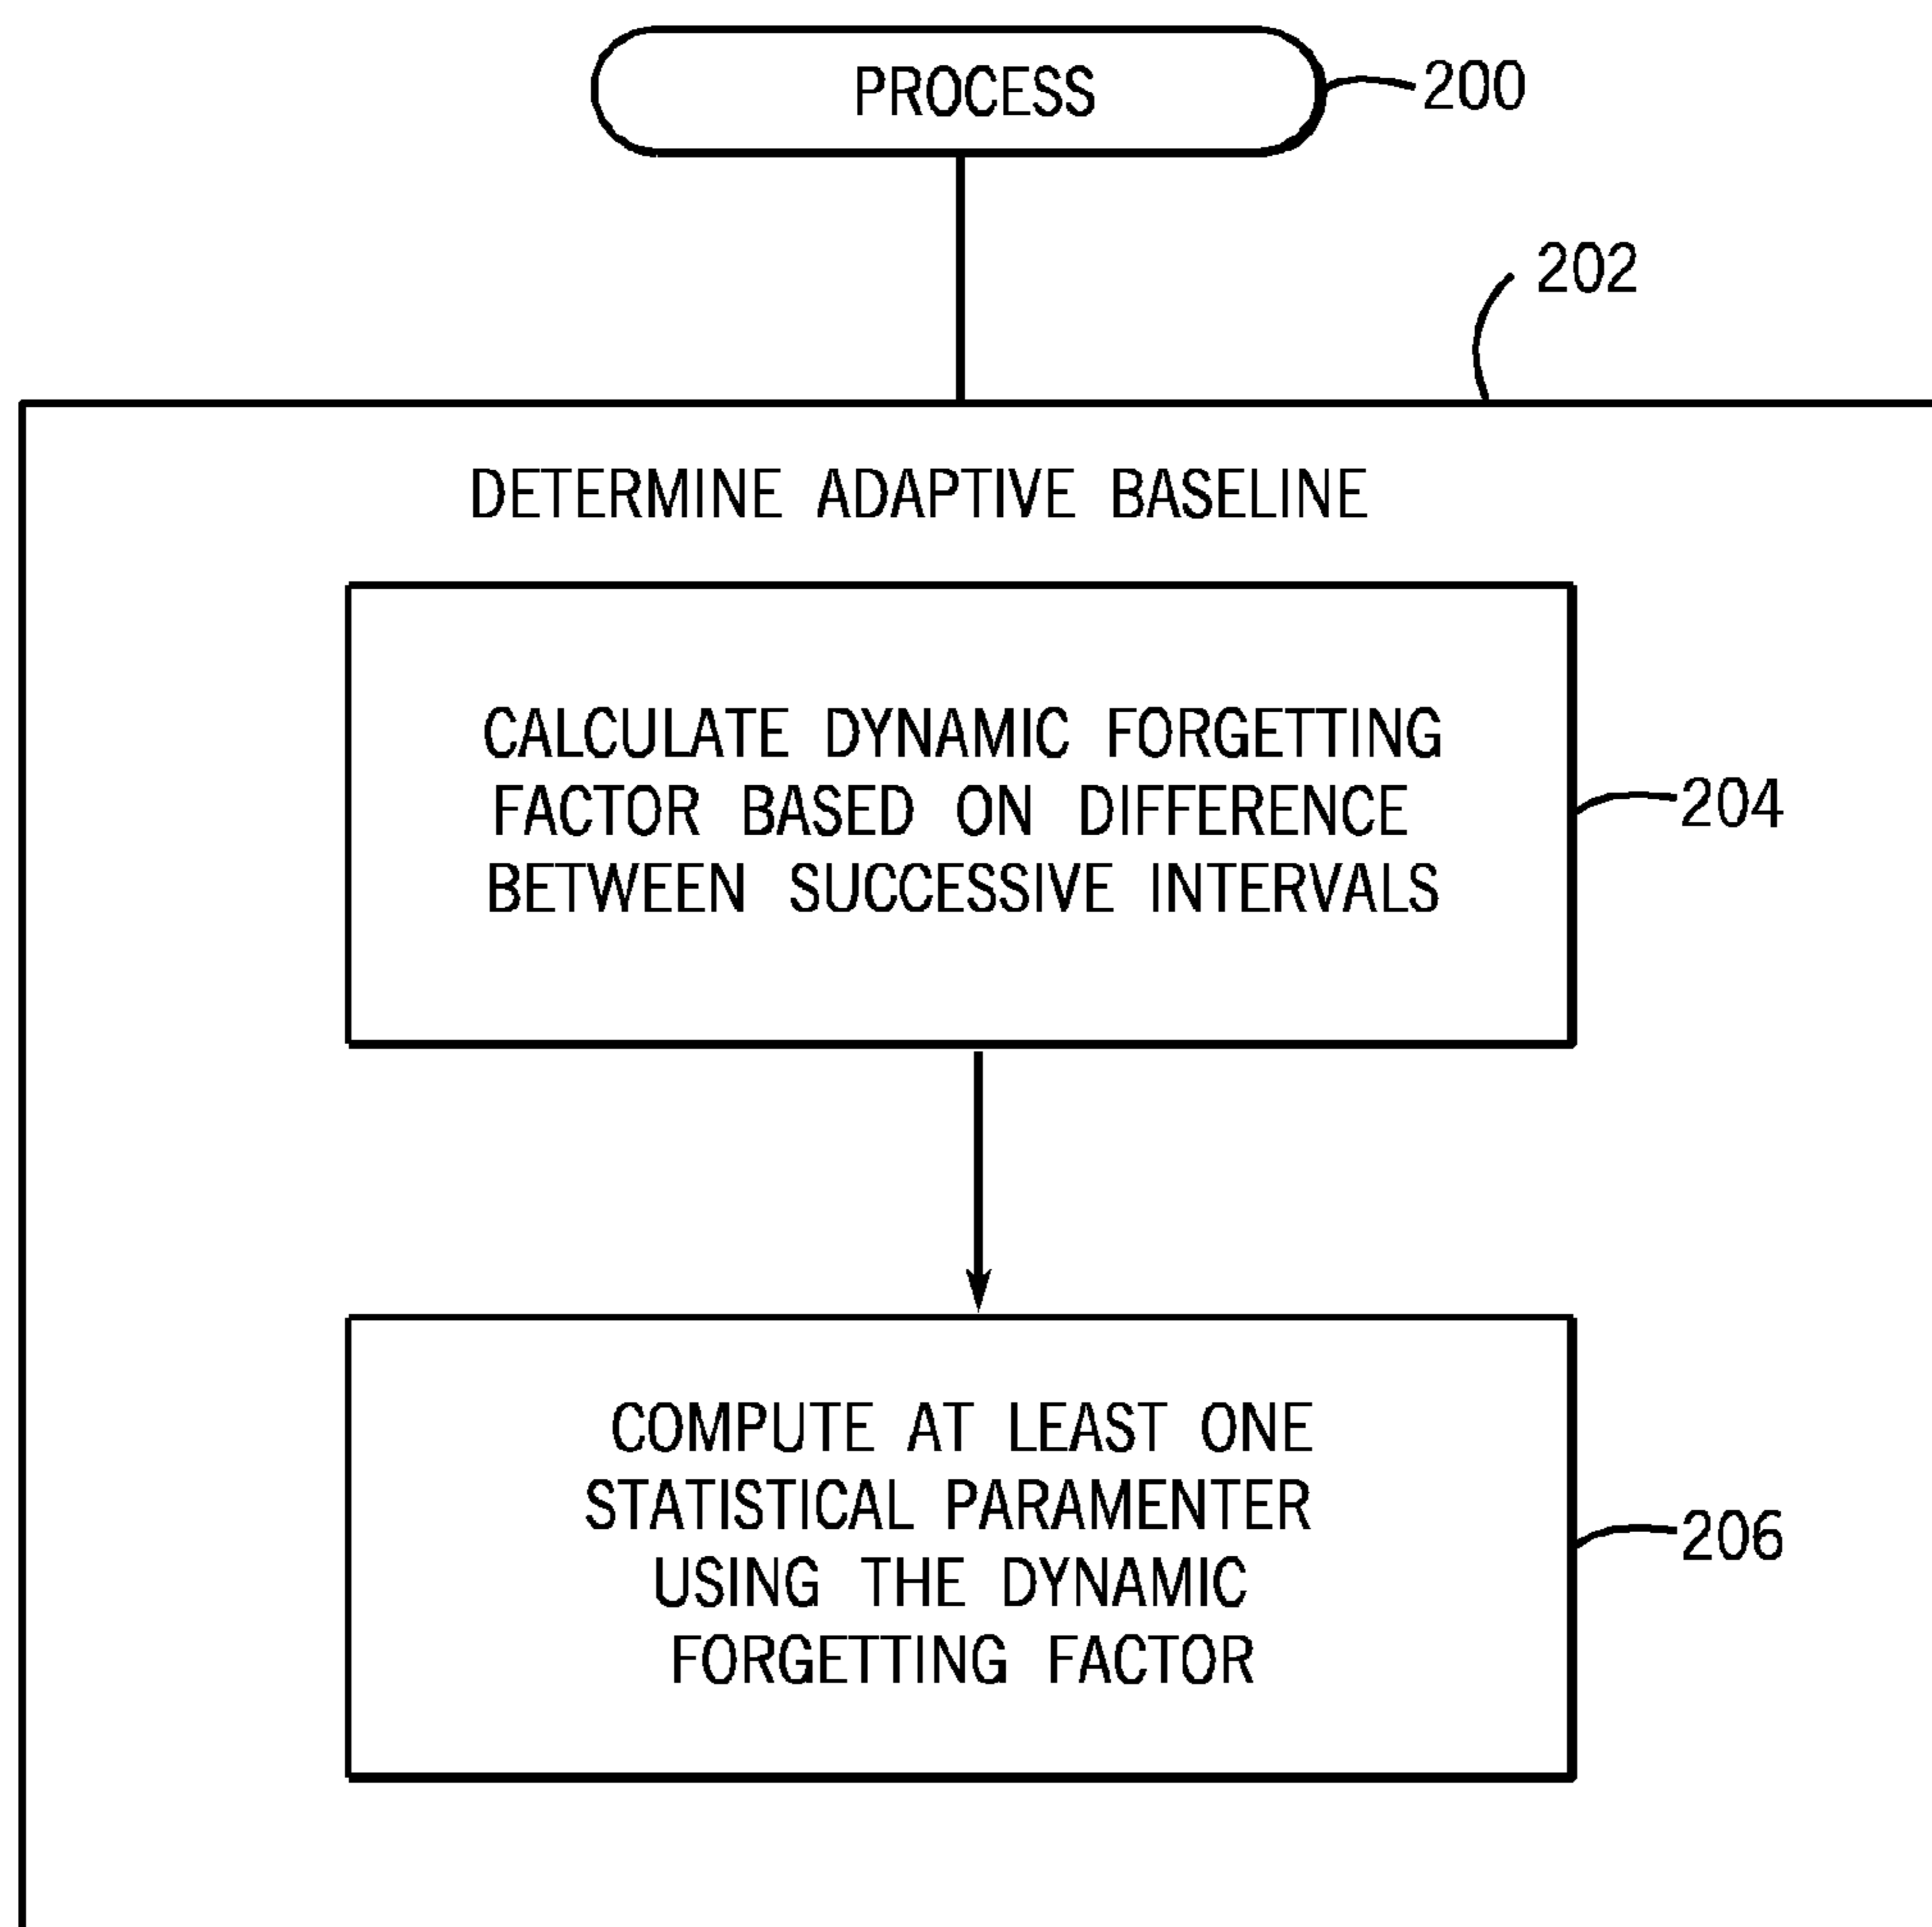 PROCESS
200
202
DETERMINE ADAPTIVE BASELINE
CALCULATE DYNAMIC FORGETTING
FACTOR BASED ON DIFFERENCE
BETWEEN SUCCESSIVE INTERVALS
204
COMPUTE AT LEAST ONE
STATISTICAL PARAMENTER
USING THE DYNAMIC
FORGETTING FACTOR
206